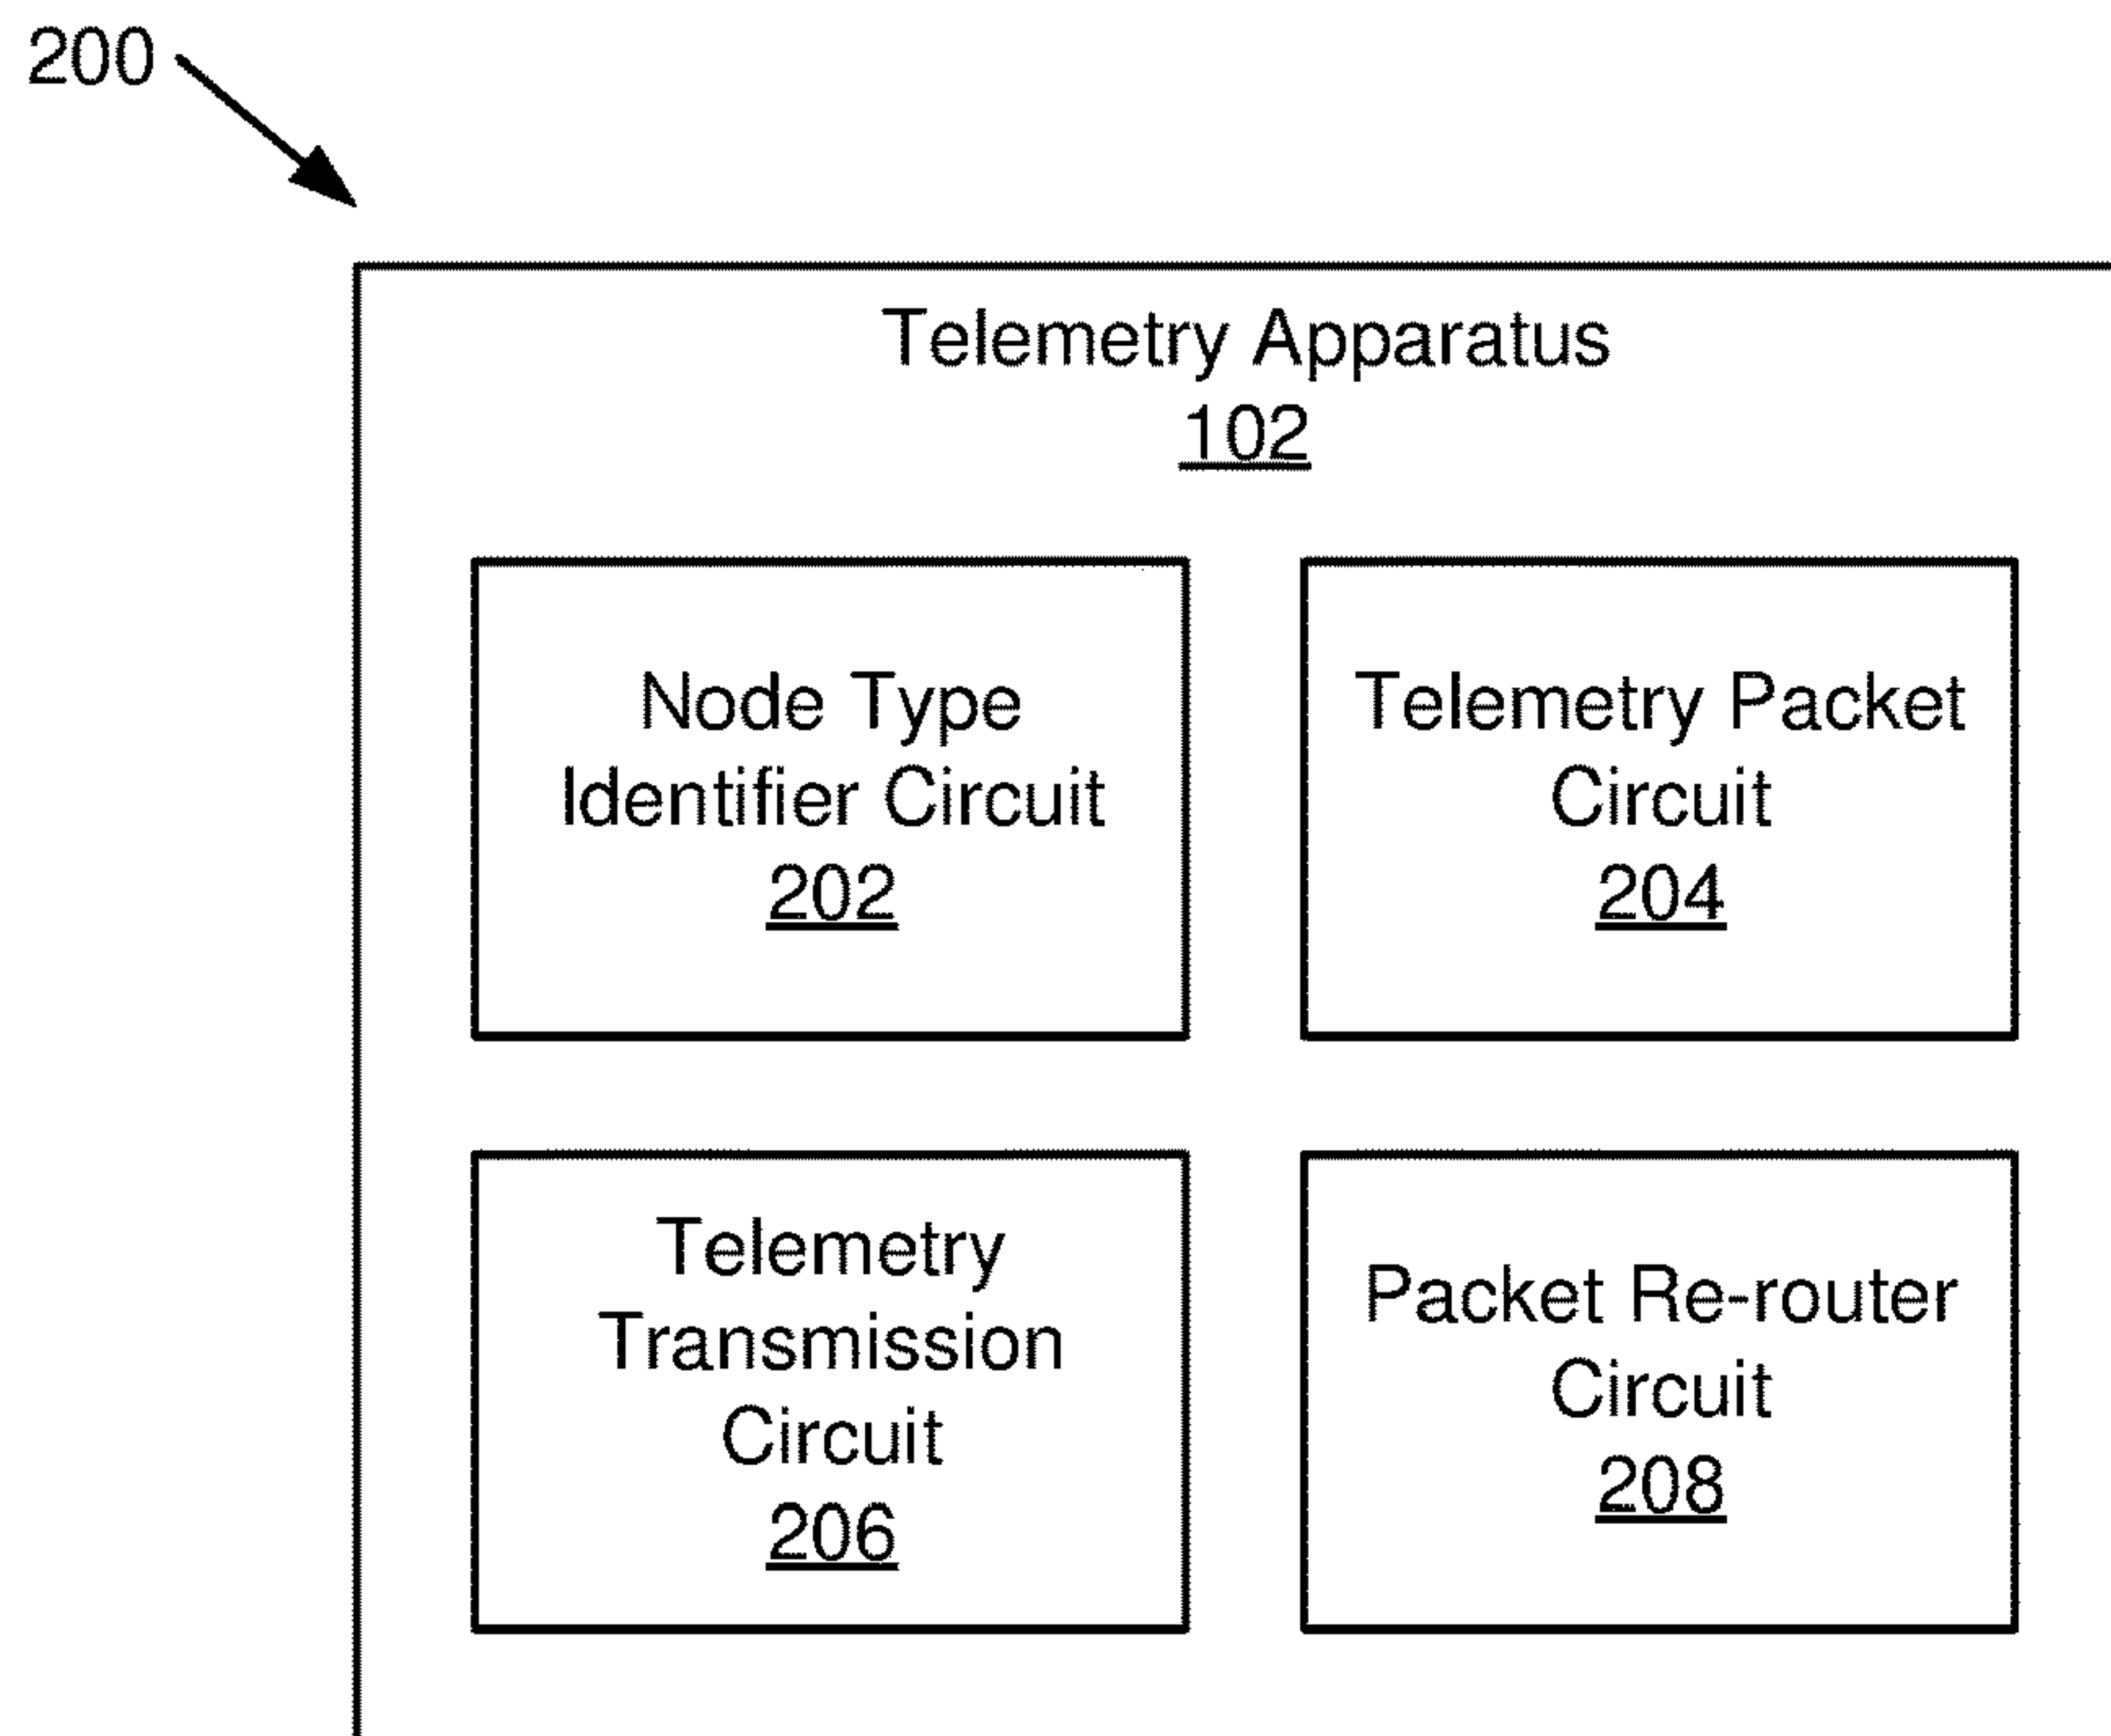 200
Telemetry Apparatus
102
Node Type
Identifier Circuit
202
Telemetry Packet
Circuit
204
Telemetry
Transmission
Circuit
206
Packet Re-router
Circuit
208